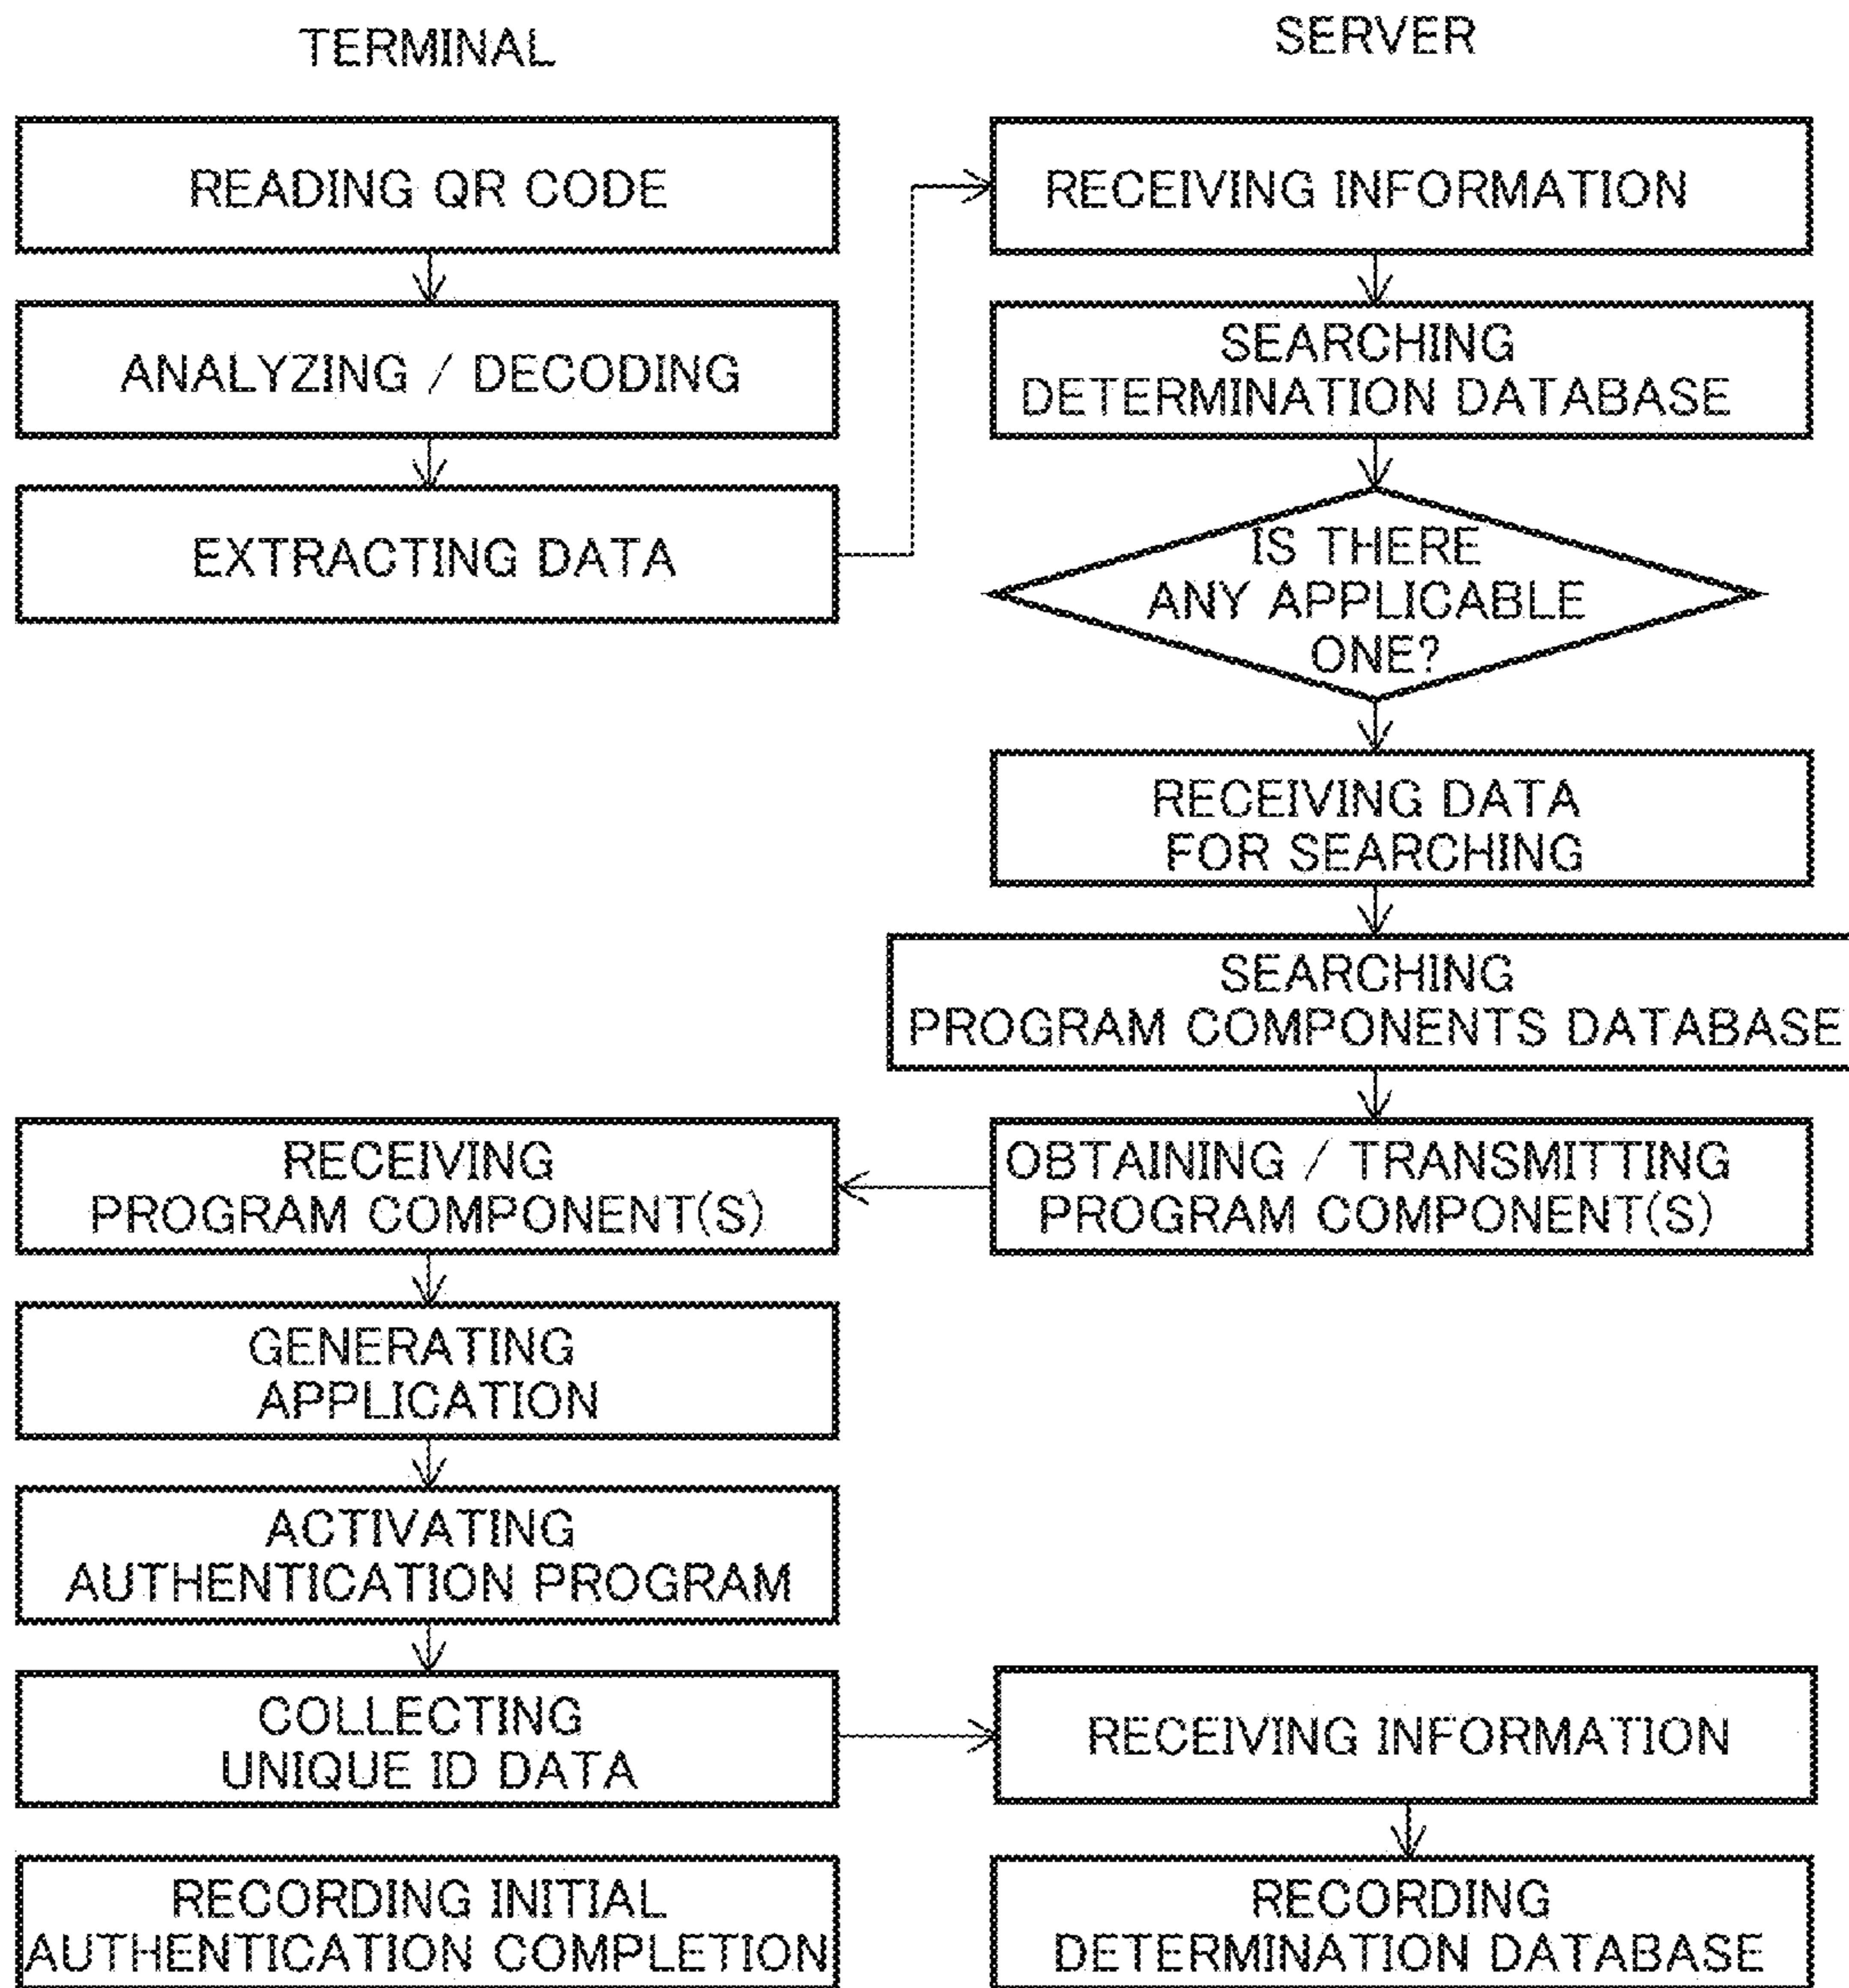 TERMINAL
SERVER
READING QR CODE
RECEIVING INFORMATION
ANALYZING / DECODING
SEARCHING
DETERMINATION DATABASE
EXTRACTING DATA
IS THERE
ANY APPLICABLE
ONE?
RECEIVING DATA
FOR SEARCHING
SEARCHING
PROGRAM COMPONENTS DATABASE
OBTAINING / TRANSMITTING
PROGRAM COMPONENT(S)
RECEIVING
PROGRAM COMPONENT(S)
GENERATING
APPLICATION
ACTIVATING
AUTHENTICATION PROGRAM
COLLECTING
UNIQUE ID DATA
RECEIVING INFORMATION
RECORDING INITIAL
AUTHENTICATION COMPLETION
RECORDING
DETERMINATION DATABASE